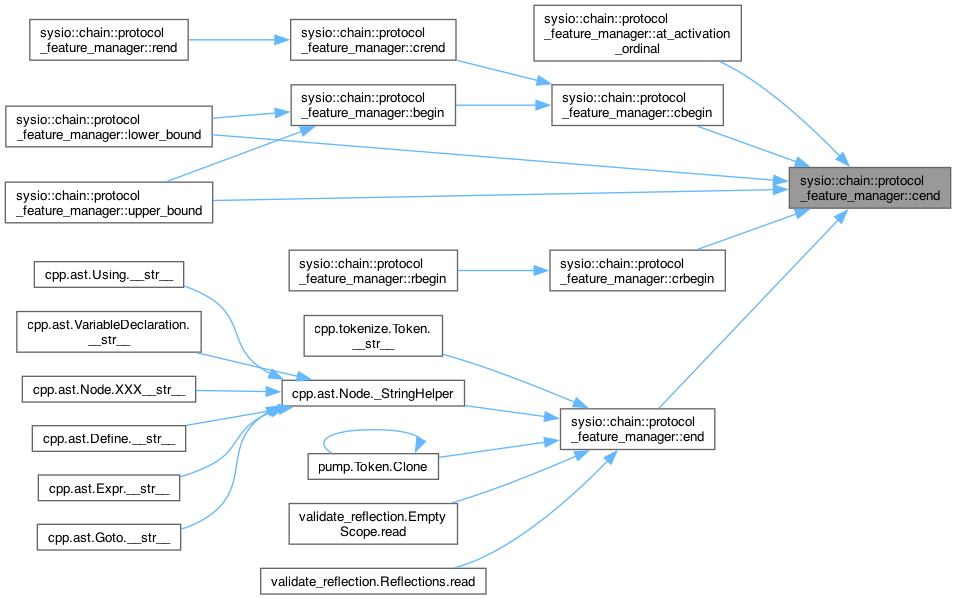 sysio::chain::protocol
_feature_manager::rend
sysio::chain::protocol
_feature_manager::crend
sysio::chain::protocol
_feature_manager::at_activation
_ordinal
sysio::chain::protocol
_feature_manager::lower_bound
sysio::chain::protocol
_feature_manager::begin
sysio::chain::protocol
_feature_manager::cbegin
sysio::chain::protocol
_feature_manager::upper_bound
sysio::chain::protocol
_feature_manager::cend
sysio::chain::protocol
_feature_manager::rbegin
sysio::chain::protocol
_feature_manager::crbegin
cpp.ast.Using.__str__
cpp.ast.VariableDeclaration.
__str__
cpp.tokenize.Token.
__str__
cpp.ast.Node.XXX__str__
cpp.ast.Node._StringHelper
sysio::chain::protocol
_feature_manager::end
cpp.ast.Define.__str__
pump.Token.Clone
cpp.ast.Expr.__str__
validate_reflection.Empty
Scope.read
cpp.ast.Goto.__str__
validate_reflection.Reflections.read